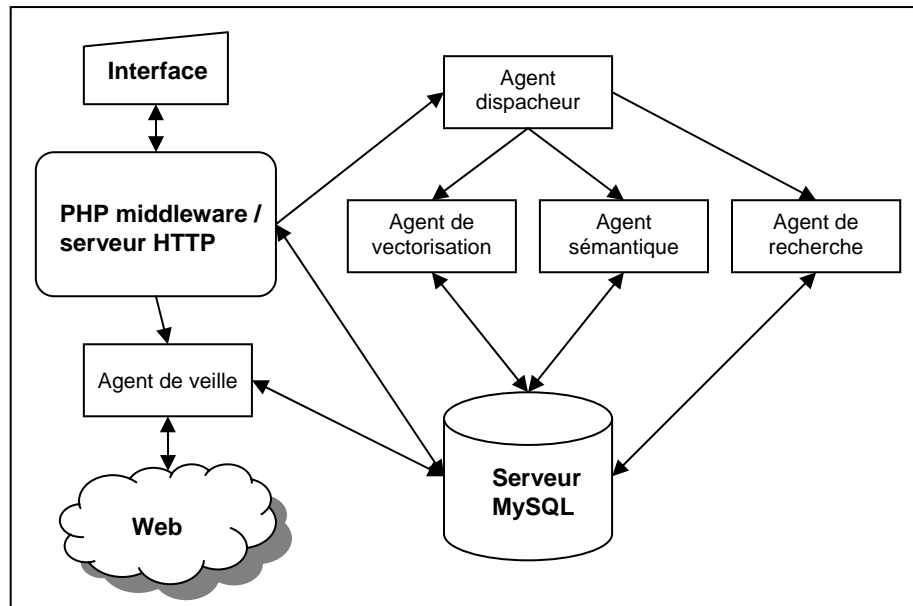 Interface
Agent
dispacheur
PHP middleware /
serveur HTTP
Agent de
vectorisation
Agent
sémantique
Agent de
recherche
Agent de veille
Serveur
MySQL
Web